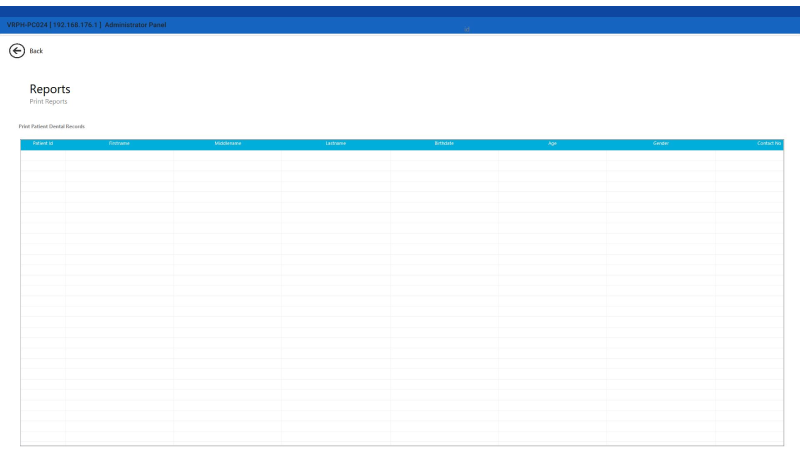 VRPH-PC024 | 192.168.176.1 | Administrator Panel
Back
Reports
Print Reports
Print Patient Dental Records
Patient Id Firstname Middlename Lastname Birthdate Age Gender Contact No